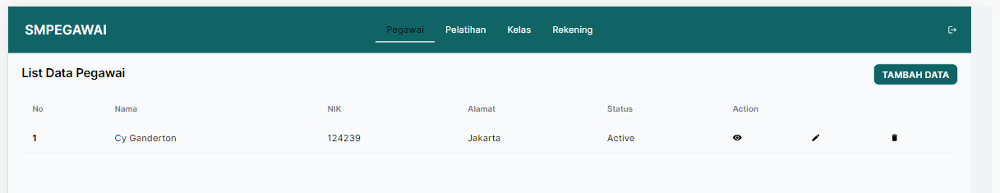 SMPEGAWAI Pegawai Pelatihan Kelas Rekening
List Data Pegawai TAMBAH DATA
No Nama NIK Alamat Status Action
1 Cy Ganderton 124239 Jakarta Active